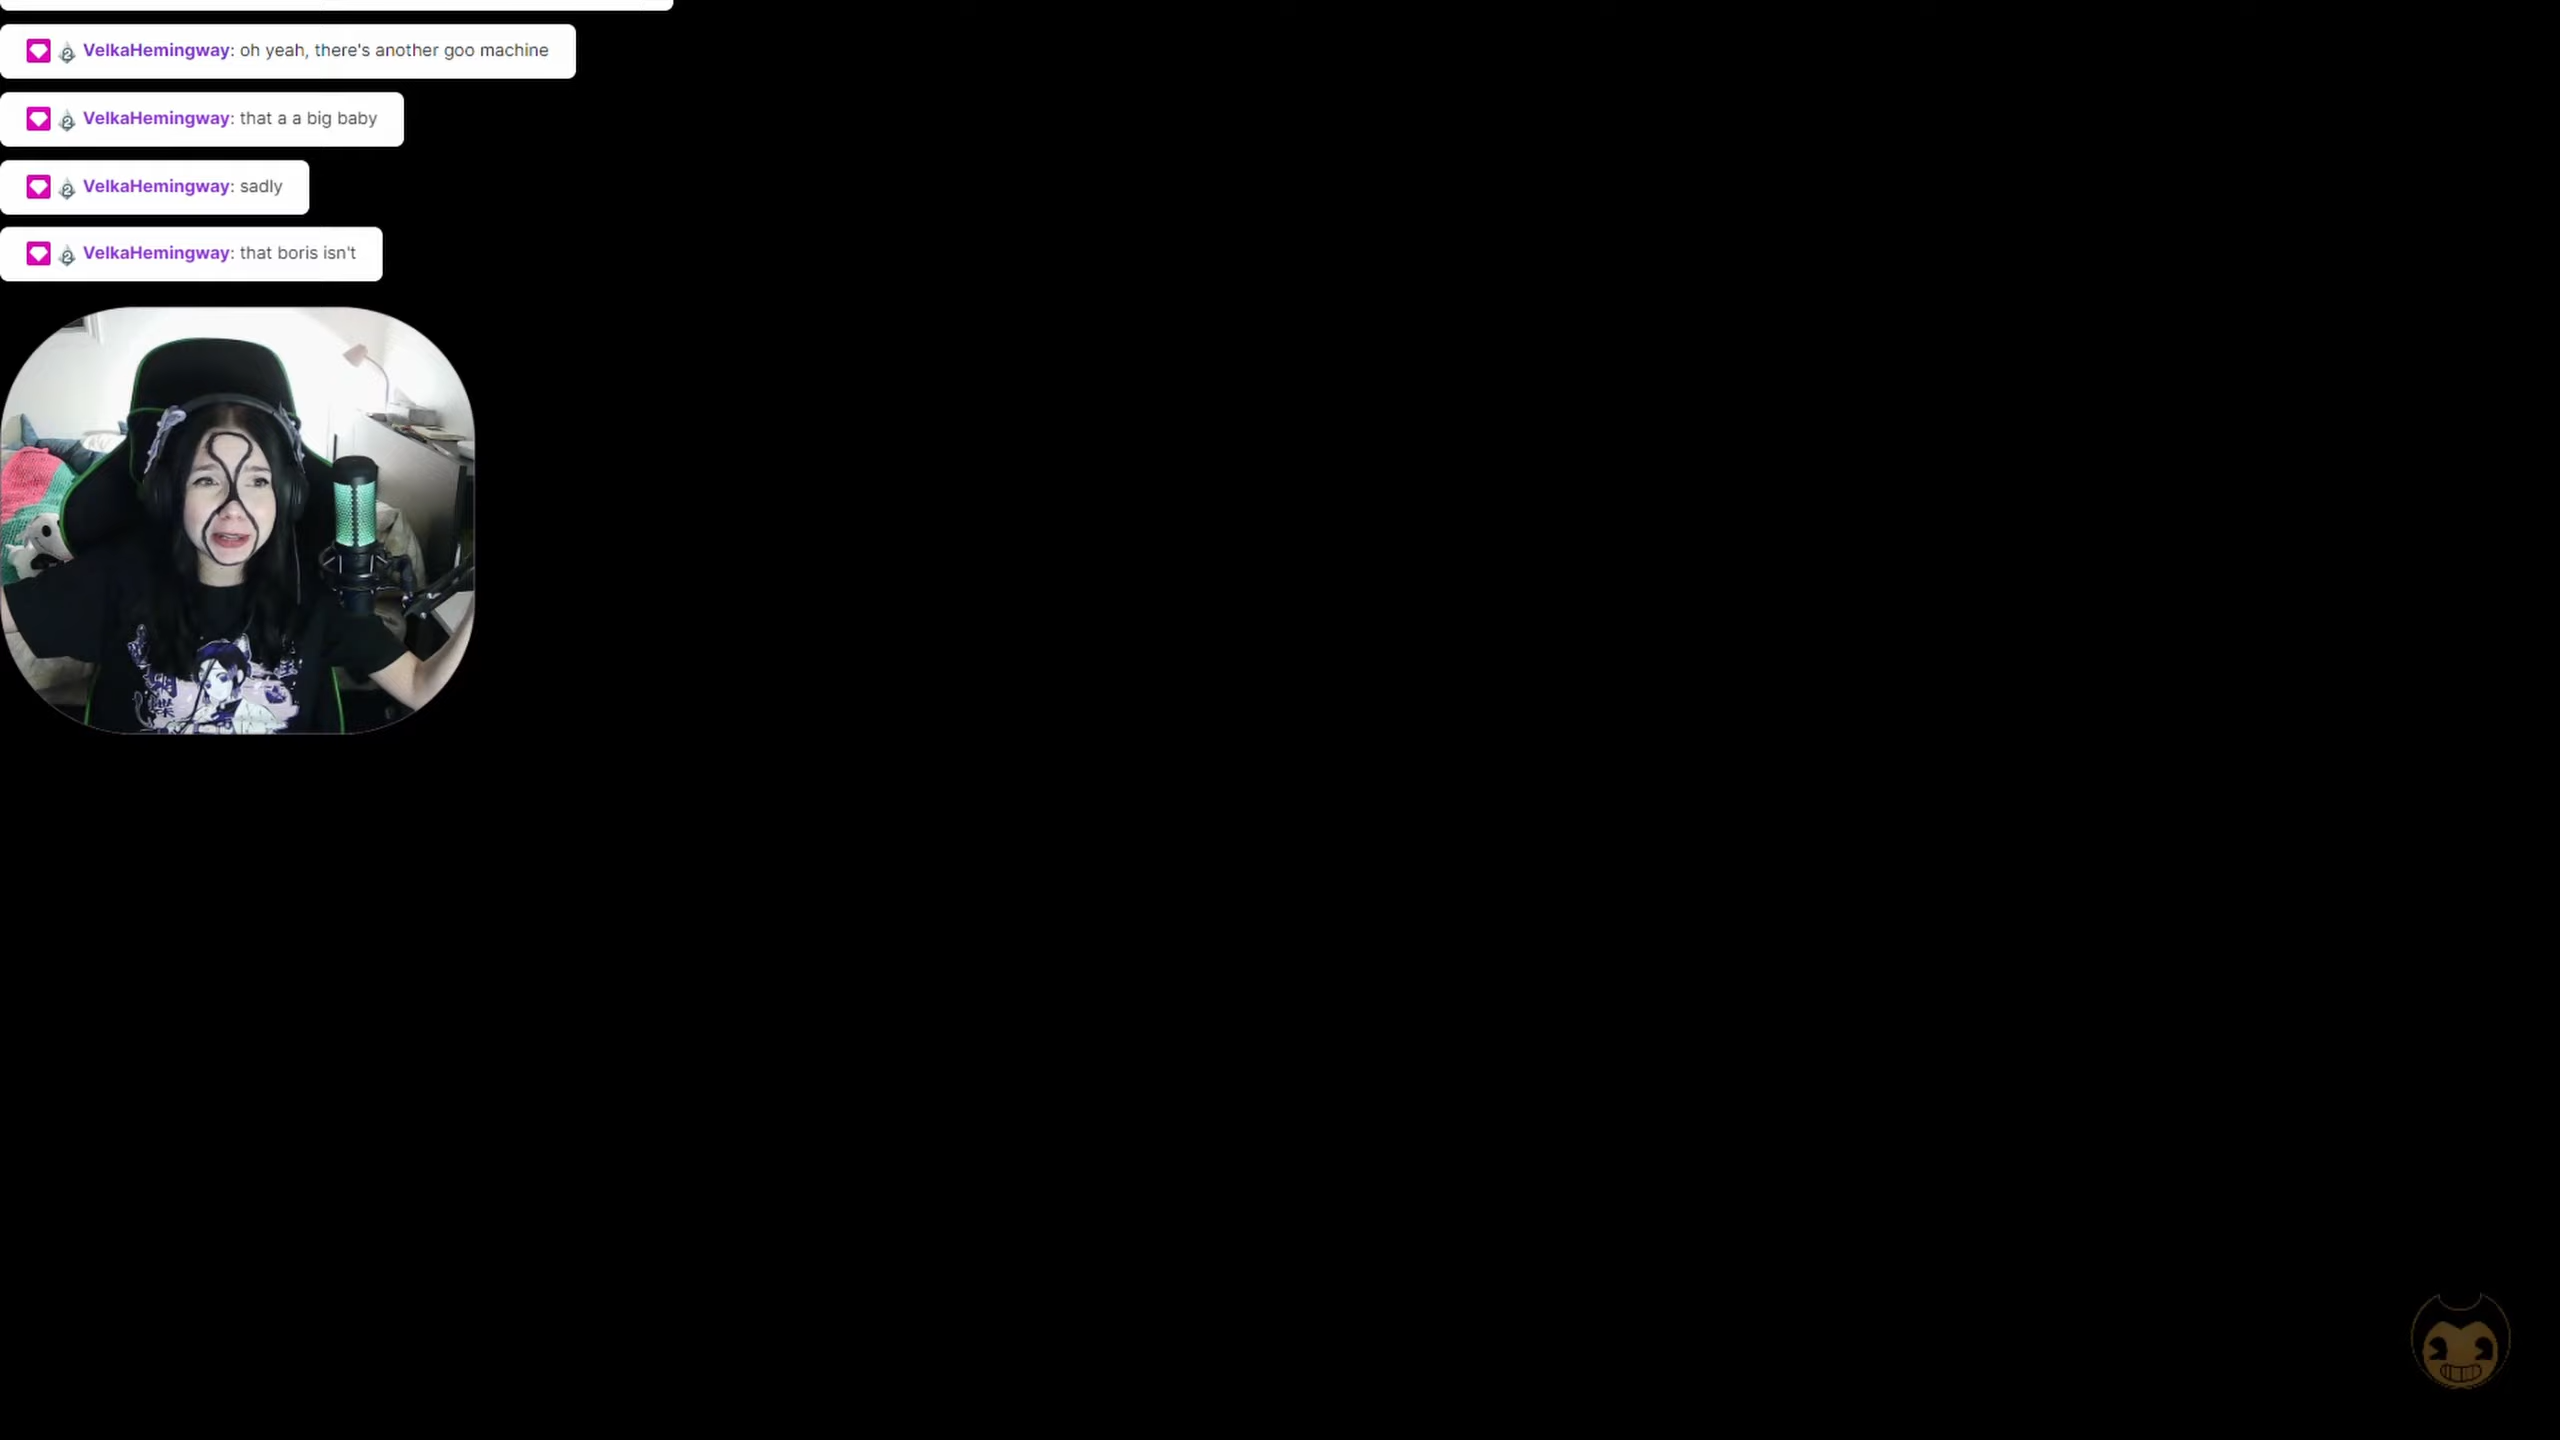 VelkaHemingway: oh yeah, there's another goo machine
VelkaHemingway: that a a big baby
VelkaHemingway: sadly
VelkaHemingway: that boris isn't